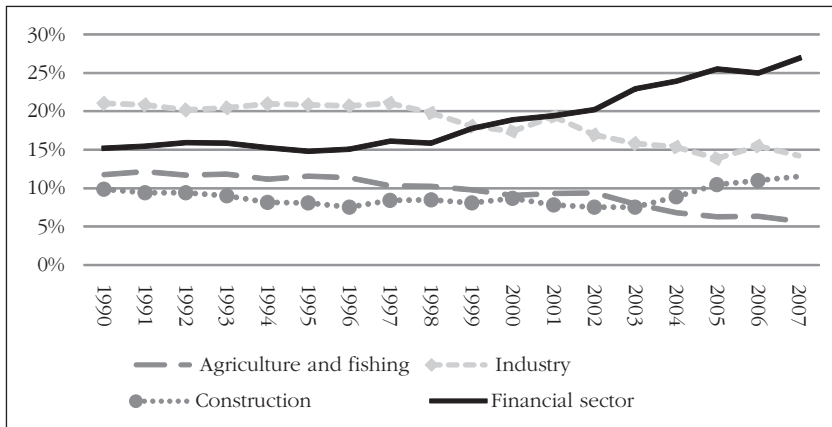 30%
25%
20%
15%
10%
5%
0%
1990 1991 1992 1993 1994 1995 1996 1997 1998 1999 2000 2001 2002 2003 2004 2005 2006 2007
Agriculture and fishing Industry
Construction Financial sector